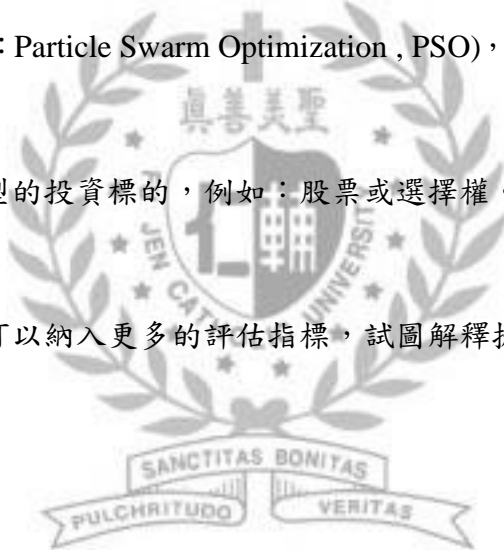 ：Particle Swarm Optimization , PSO)，
真善美聖
型的投資標的，例如：股票或選擇權。
輔
JEN CATHOLIC UNIVERSITY
可以納入更多的評估指標，試圖解釋
SANCTITAS BONITAS
PULCHRITUDO VERITAS